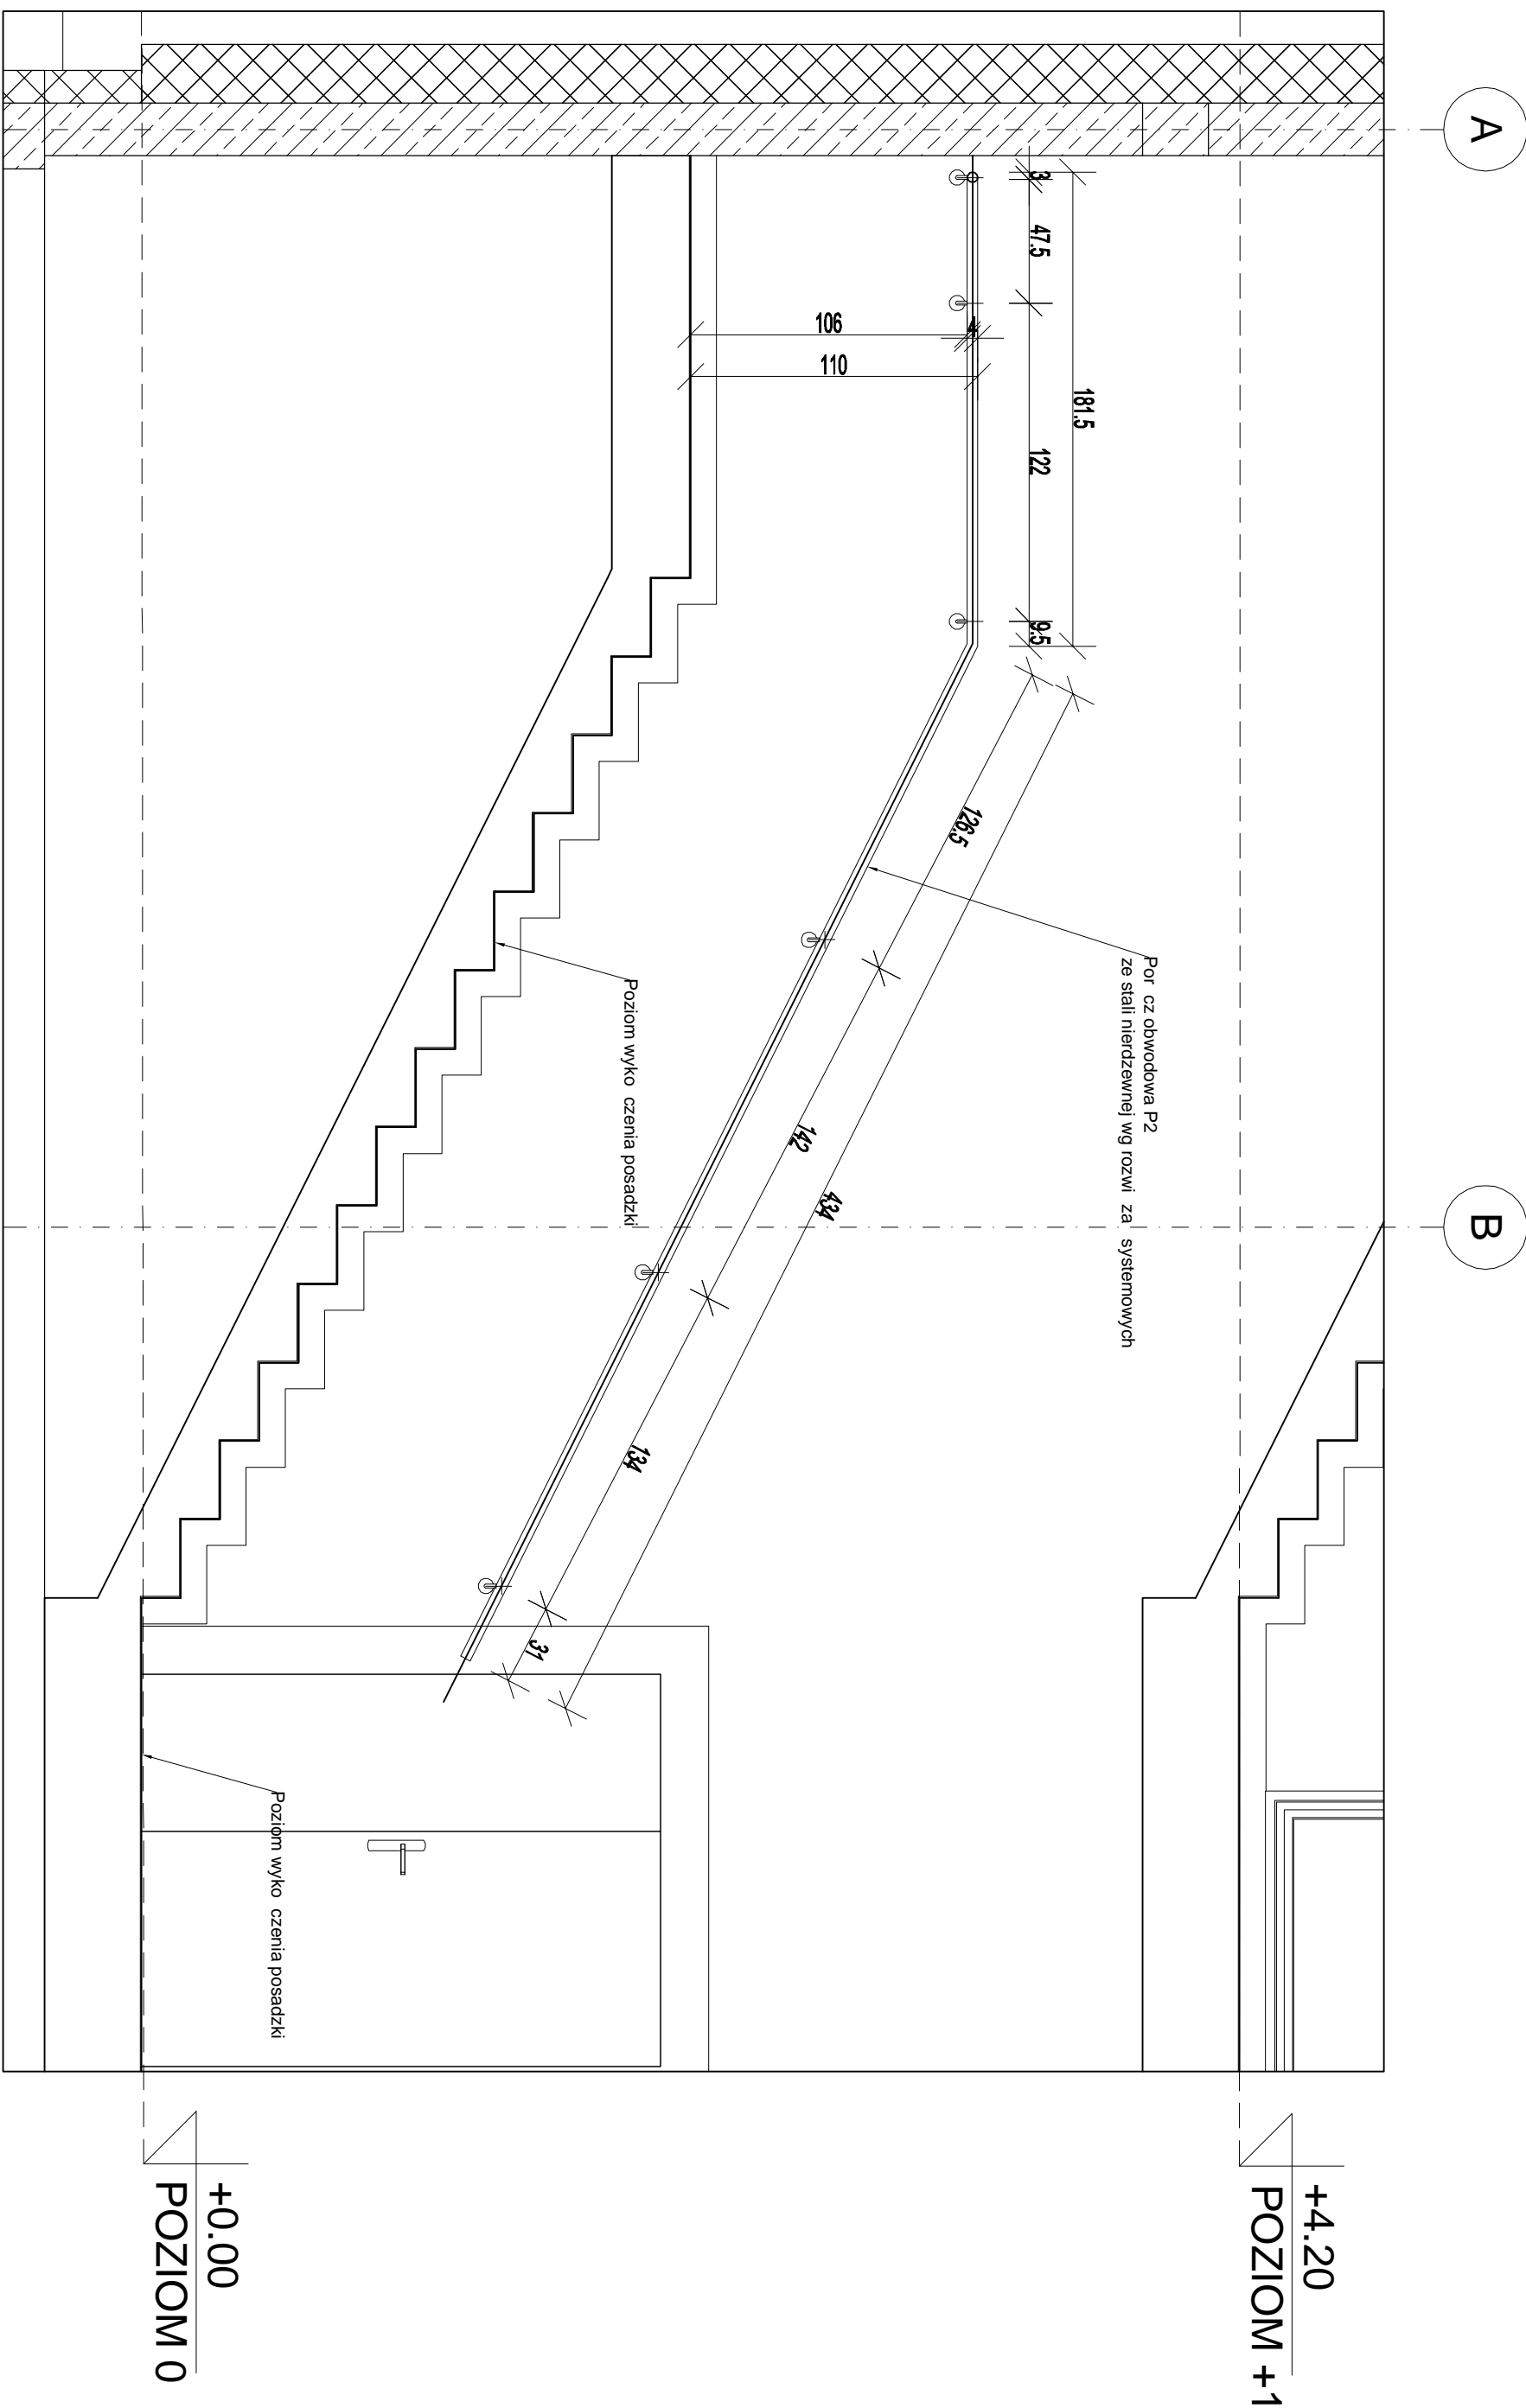 A
B
3
47.5
122
9.5
181.5
4
106
110
126.5
142
134
31
434
Por cz obwodowa P2
ze stali nierdzewnej wg rozwi za systemowych
Poziom wyko czenia posadzki
Poziom wyko czenia posadzki
+4.20
POZIOM +1
+0.00
POZIOM 0